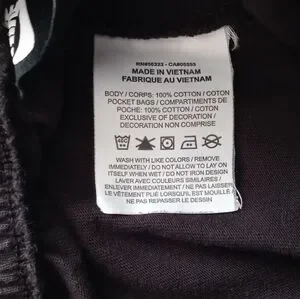 RN#56323 - CA#05553
MADE IN VIETNAM
FABRIQUE AU VIETNAM
BODY / CORPS: 100% COTTON / COTON
POCKET BAGS / COMPARTIMENTS DE
POCHE: 100% COTTON / COTON
EXCLUSIVE OF DECORATION /
DECORATION NON COMPRISE
WASH WITH LIKE COLORS / REMOVE
IMMEDIATELY / DO NOT ALLOW TO LAY ON
ITSELF WHEN WET / DO NOT IRON DESIGN
LAVER AVEC COULEURS SIMILAIRES /
ENLEVER IMMEDIATEMENT / NE PAS LAISSER
LE VÊTEMENT PLIÉ LORSQU'IL EST MOUILLÉ /
NE PAS REPASSER LE DESSIN